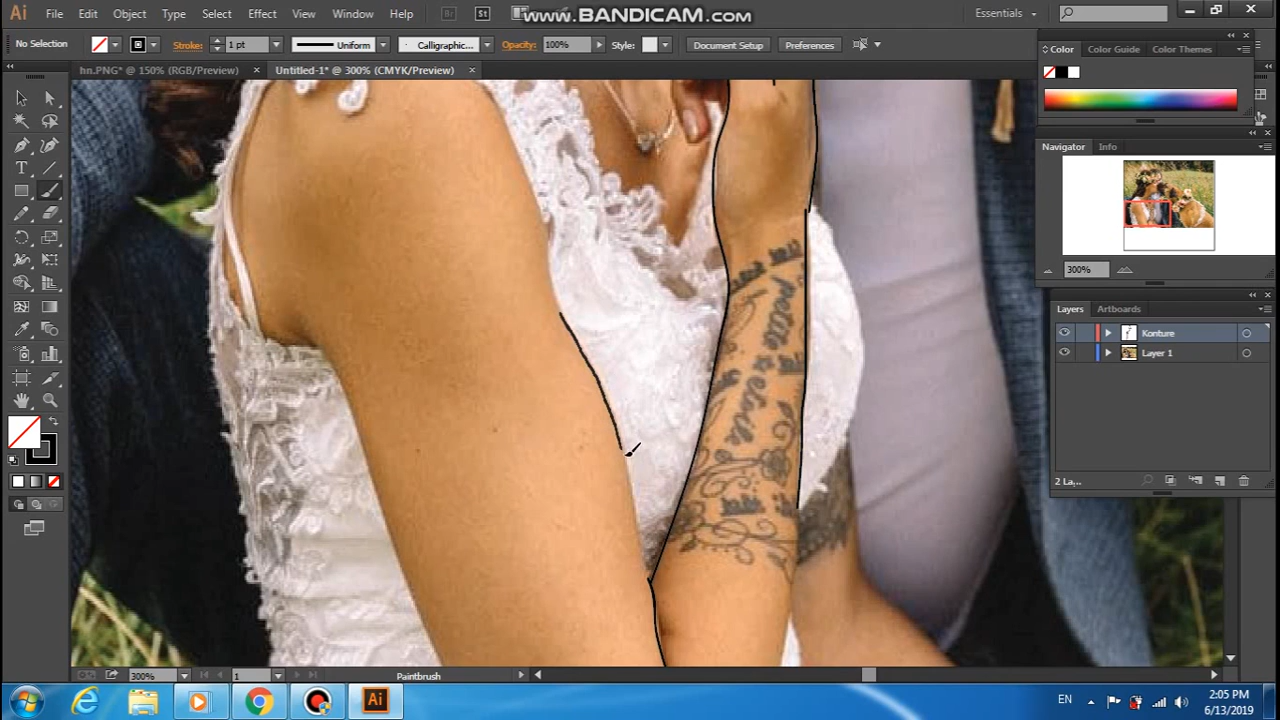 Ai File Edit Object Type Select Effect View Window Help Br St www.BANDICAM.com Essentials
No Selection Stroke: 1 pt Uniform Calligraphic... Opacity: 100% Style: Document Setup Preferences
hn.PNG* @ 150% (RGB/Preview) × Untitled-1* @ 300% (CMYK/Preview) ×
Color Color Guide Color Themes
Navigator Info
300%
Layers Artboards
Konture
Layer 1
2 La...
petite
300% 1 Paintbrush
EN 2:05 PM
6/13/2019